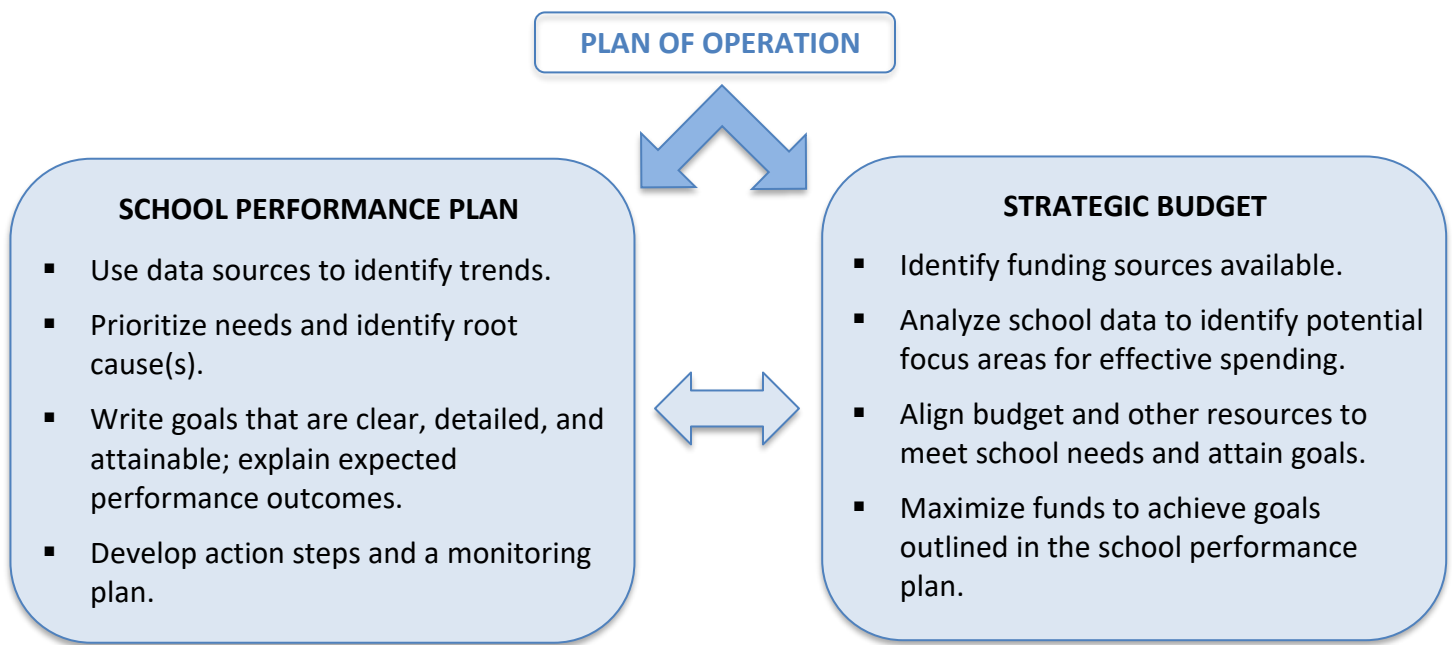 PLAN OF OPERATION
SCHOOL PERFORMANCE PLAN
▪ Use data sources to identify trends.
▪ Prioritize needs and identify root
cause(s).
▪ Write goals that are clear, detailed, and
attainable; explain expected
performance outcomes.
▪ Develop action steps and a monitoring
plan.
STRATEGIC BUDGET
▪ Identify funding sources available.
▪ Analyze school data to identify potential
focus areas for effective spending.
▪ Align budget and other resources to
meet school needs and attain goals.
▪ Maximize funds to achieve goals
outlined in the school performance
plan.